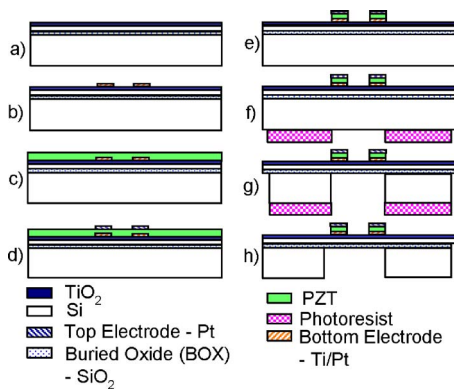 a)
b)
c)
d)
TiO2
Si
Top Electrode - Pt
Buried Oxide (BOX)
- SiO2
e)
f)
g)
h)
PZT
Photoresist
Bottom Electrode
- Ti/Pt